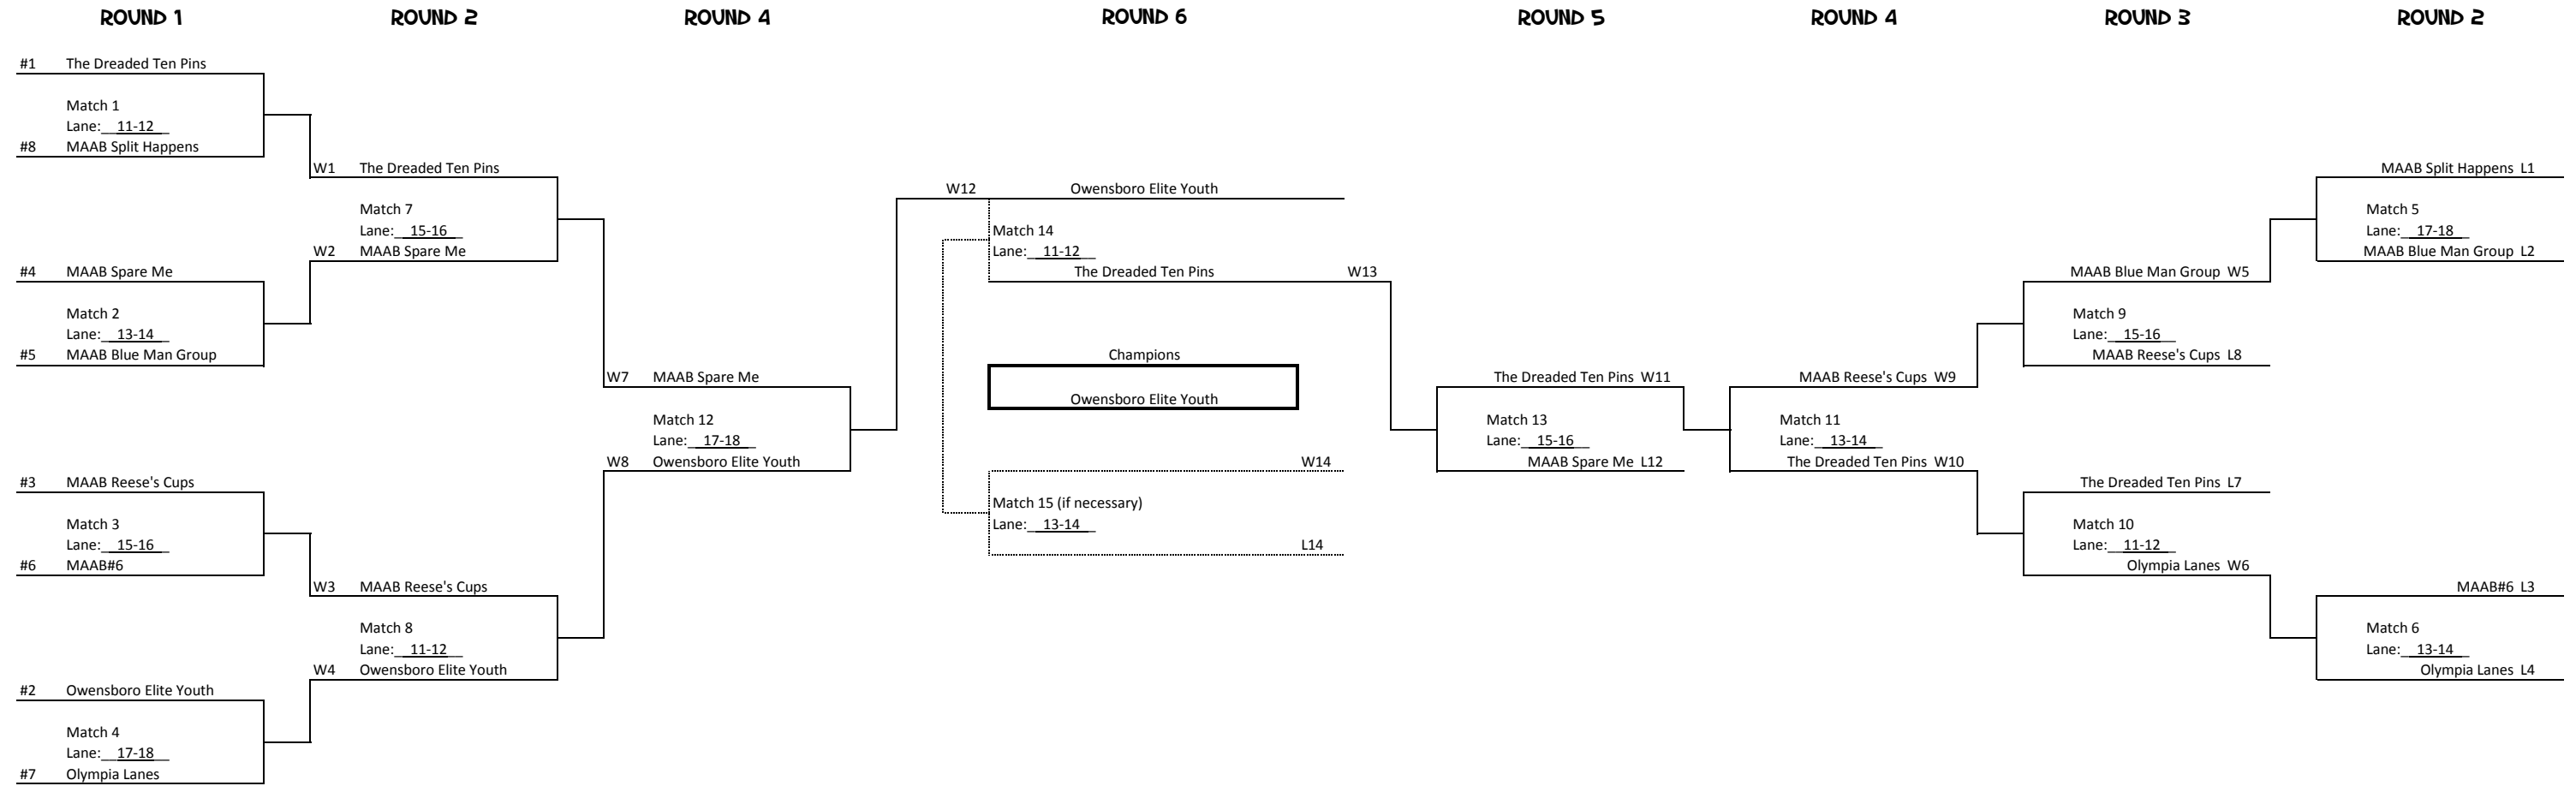 ROUND 1 ROUND 2 ROUND 4 ROUND 6 ROUND 5 ROUND 4 ROUND 3 ROUND 2
#1 The Dreaded Ten Pins
Match 1
Lane: 11-12
#8 MAAB Split Happens
#4 MAAB Spare Me
Match 2
Lane: 13-14
#5 MAAB Blue Man Group
#3 MAAB Reese's Cups
Match 3
Lane: 15-16
#6 MAAB#6
#2 Owensboro Elite Youth
Match 4
Lane: 17-18
#7 Olympia Lanes
W1 The Dreaded Ten Pins
Match 7
Lane: 15-16
W2 MAAB Spare Me
W3 MAAB Reese's Cups
Match 8
Lane: 11-12
W4 Owensboro Elite Youth
W7 MAAB Spare Me
Match 12
Lane: 17-18
W8 Owensboro Elite Youth
W12 Owensboro Elite Youth
Match 14
Lane: 11-12
The Dreaded Ten Pins W13
Champions
Owensboro Elite Youth
W14
Match 15 (if necessary)
Lane: 13-14
L14
The Dreaded Ten Pins W11
Match 13
Lane: 15-16
MAAB Spare Me L12
MAAB Reese's Cups W9
Match 11
Lane: 13-14
The Dreaded Ten Pins W10
MAAB Blue Man Group W5
Match 9
Lane: 15-16
MAAB Reese's Cups L8
The Dreaded Ten Pins L7
Match 10
Lane: 11-12
Olympia Lanes W6
MAAB Split Happens L1
Match 5
Lane: 17-18
MAAB Blue Man Group L2
MAAB#6 L3
Match 6
Lane: 13-14
Olympia Lanes L4